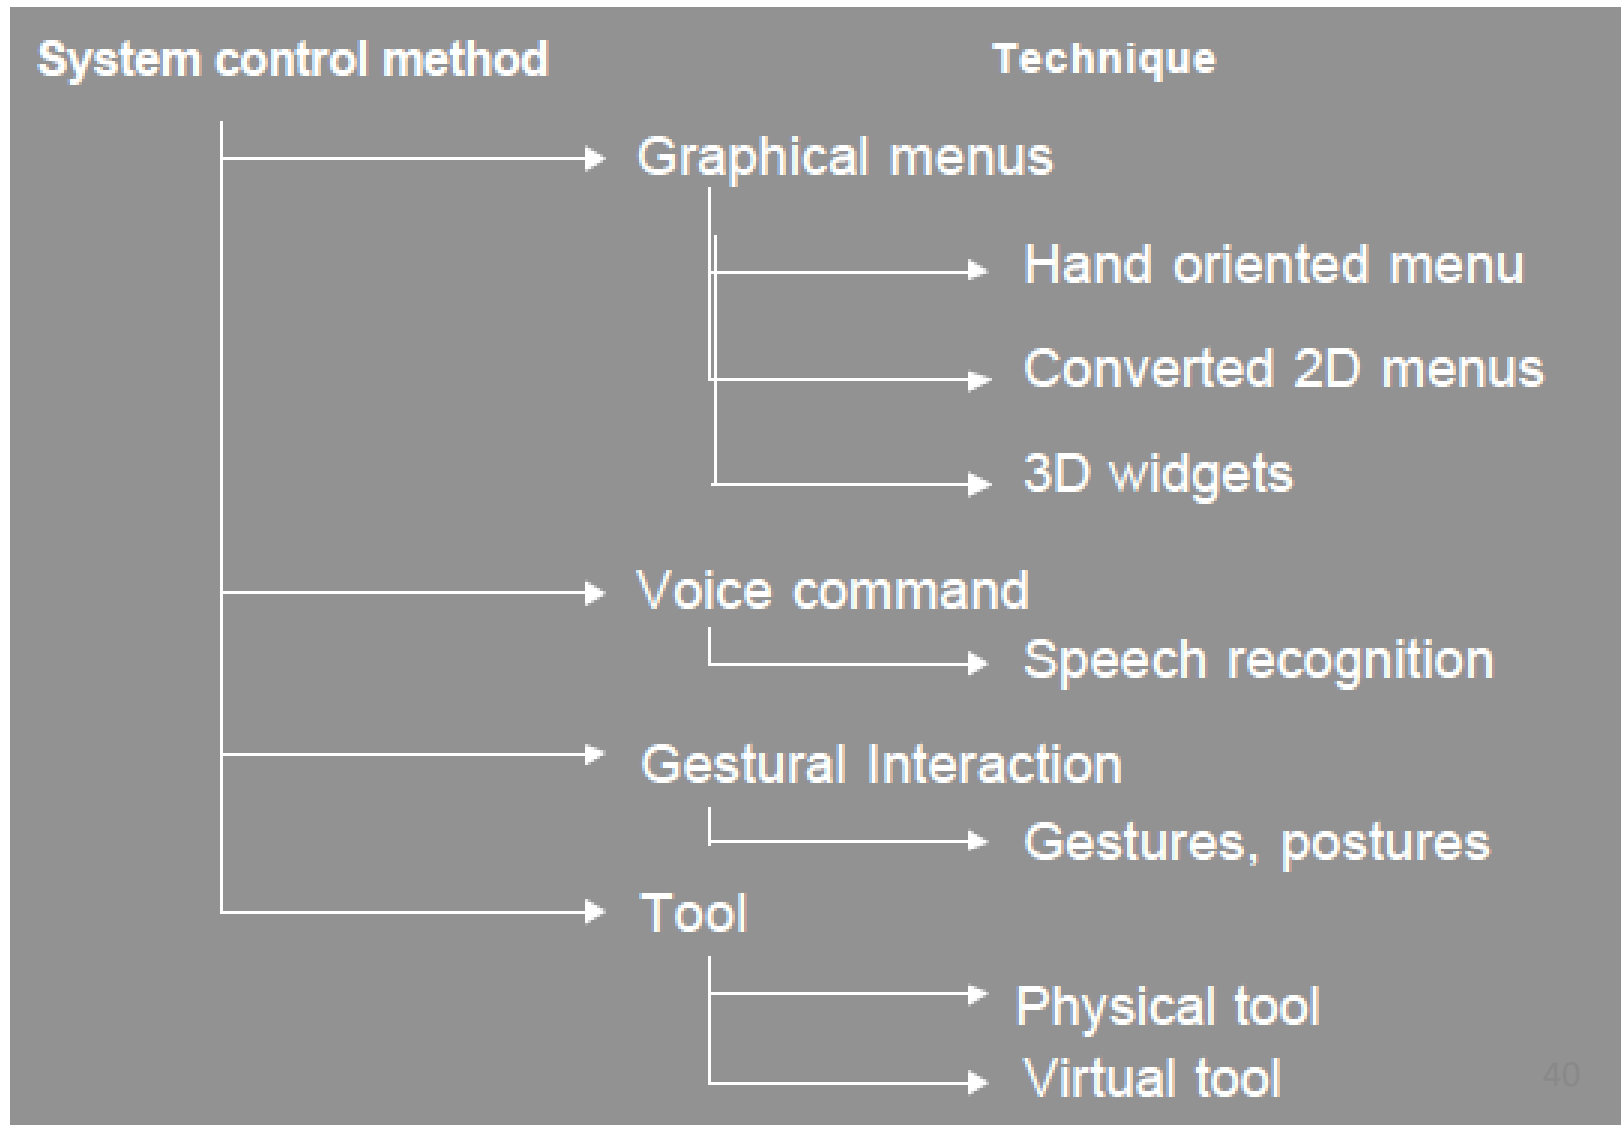 System control method
Technique
Graphical menus
Hand oriented menu
Converted 2D menus
3D widgets
Voice command
Speech recognition
Gestural Interaction
Gestures, postures
Tool
Physical tool
Virtual tool
40